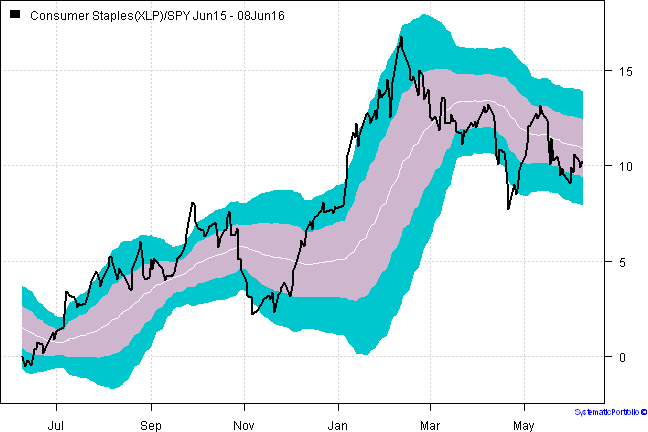 Consumer Staples(XLP)/SPY Jun15 - 08Jun16
15
10
5
0
Jul Sep Nov Jan Mar May
SystematicPortfolio ©